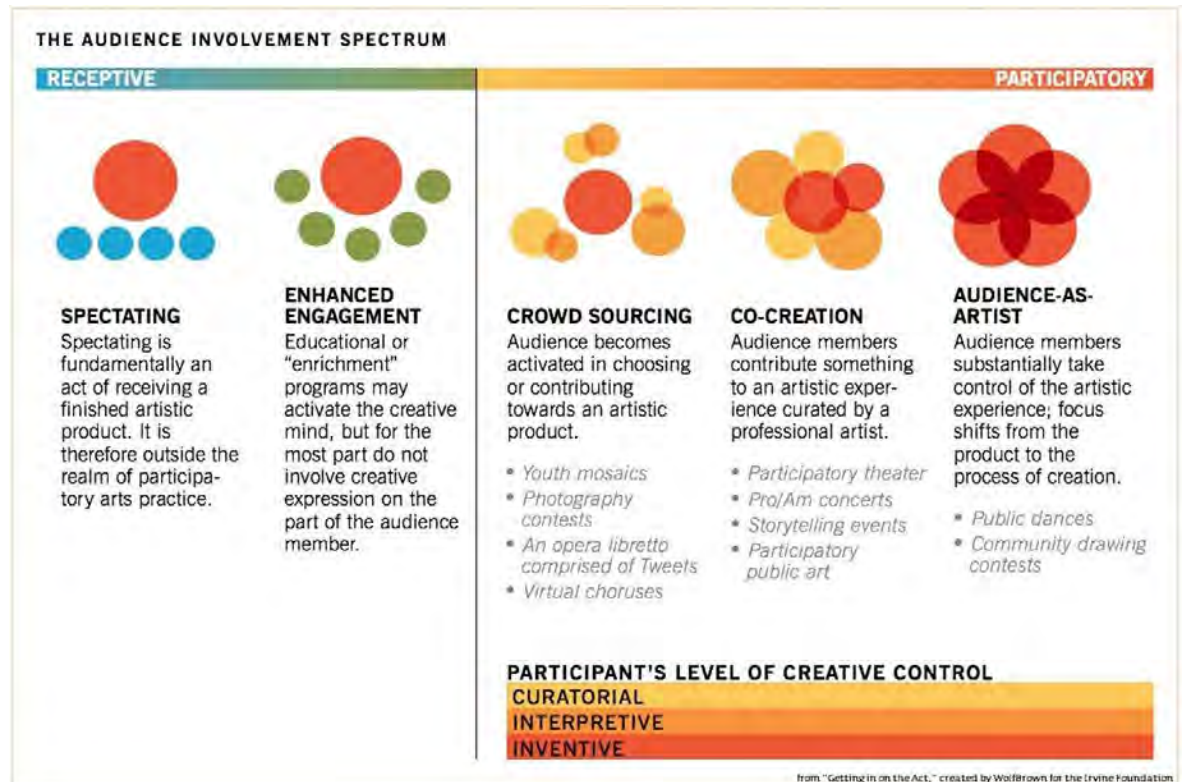 THE AUDIENCE INVOLVEMENT SPECTRUM
RECEPTIVE
PARTICIPATORY
SPECTATING
Spectating is
fundamentally an
act of receiving a
finished artistic
product. It is
therefore outside the
realm of participa-
tory arts practice.
ENHANCED
ENGAGEMENT
Educational or
“enrichment”
programs may
activate the creative
mind, but for the
most part do not
involve creative
expression on the
part of the audience
member.
CROWD SOURCING
Audience becomes
activated in choosing
or contributing
towards an artistic
product.
• Youth mosaics
• Photography
contests
• An opera libretto
comprised of Tweets
• Virtual choruses
CO-CREATION
Audience members
contribute something
to an artistic exper-
ience curated by a
professional artist.
• Participatory theater
• Pro/Am concerts
• Storytelling events
• Participatory
public art
AUDIENCE-AS-
ARTIST
Audience members
substantially take
control of the artistic
experience; focus
shifts from the
product to the
process of creation.
• Public dances
• Community drawing
contests
PARTICIPANT’S LEVEL OF CREATIVE CONTROL
CURATORIAL
INTERPRETIVE
INVENTIVE
from "Getting in on the Act," created by WolfBrown for the Irvine Foundation